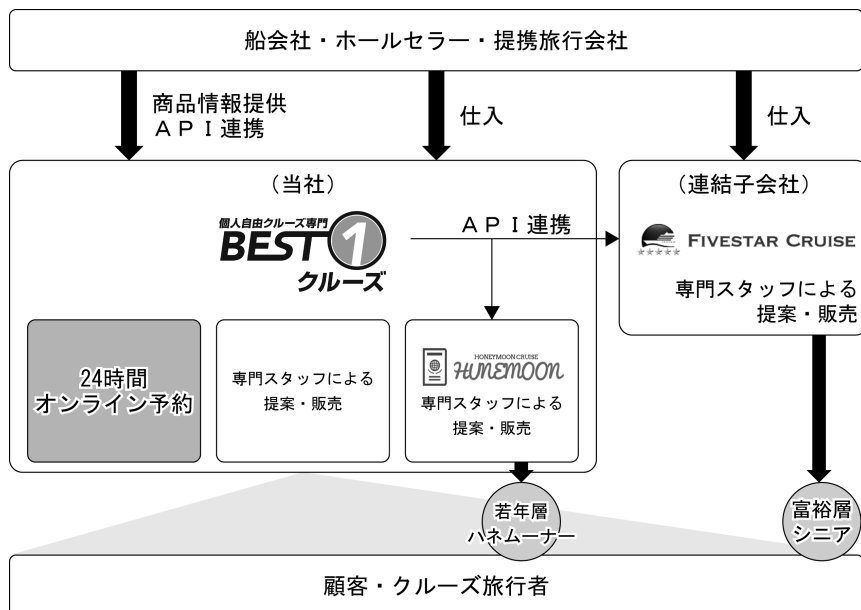 船会社・ホールセラー・提携旅行会社
商品情報提供
ＡＰＩ連携
仕入
仕入
（当社）
（連結子会社）
個人自由クルーズ専門
BEST1
クルーズ
ＡＰＩ連携
FIVESTAR CRUISE
専門スタッフによる
提案・販売
24時間
オンライン予約
専門スタッフによる
提案・販売
HONEYMOON CRUISE
HUNEMOON
専門スタッフによる
提案・販売
若年層
ハネムーナー
富裕層
シニア
顧客・クルーズ旅行者